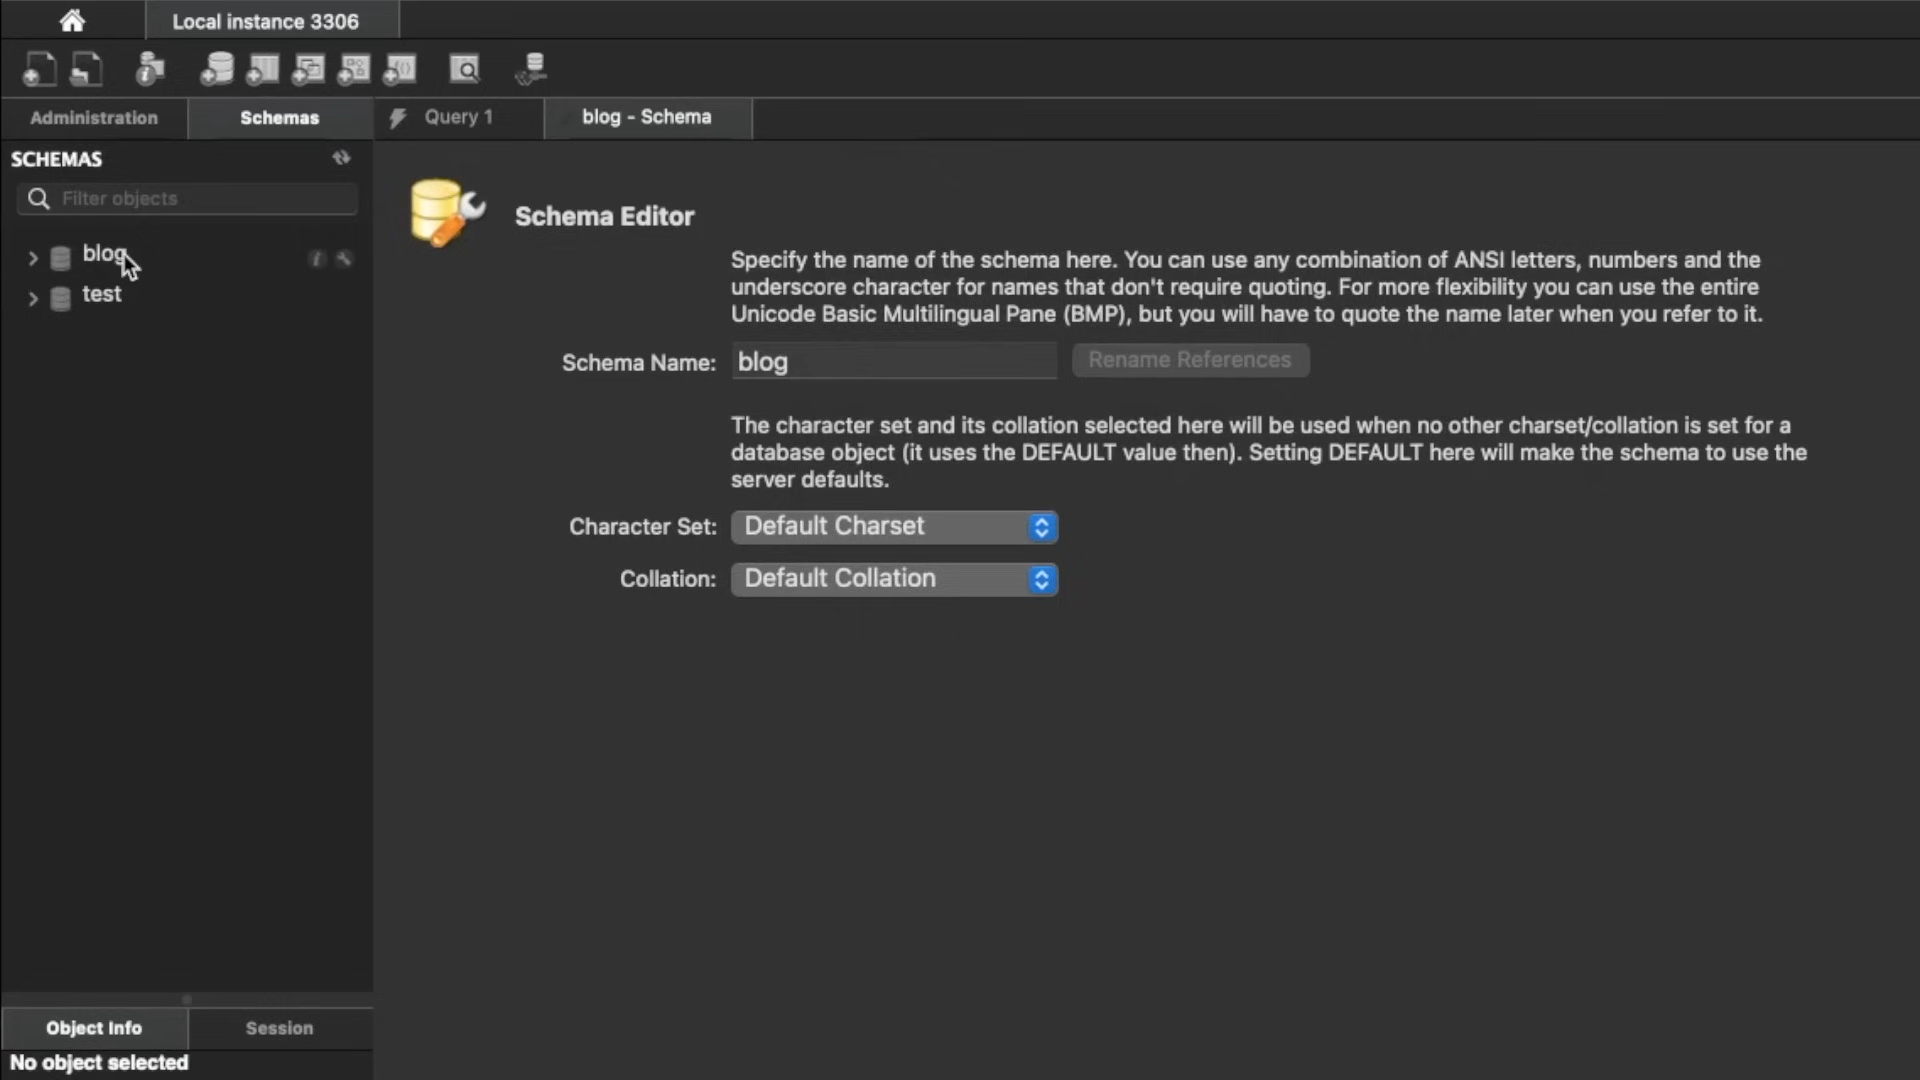 Local instance 3306
Administration
Schemas
Query 1
blog - Schema
SCHEMAS
Filter objects
blog
test
Schema Editor
Specify the name of the schema here. You can use any combination of ANSI letters, numbers and the
underscore character for names that don't require quoting. For more flexibility you can use the entire
Unicode Basic Multilingual Pane (BMP), but you will have to quote the name later when you refer to it.
Schema Name: blog Rename References
The character set and its collation selected here will be used when no other charset/collation is set for a
database object (it uses the DEFAULT value then). Setting DEFAULT here will make the schema to use the
server defaults.
Character Set: Default Charset
Collation: Default Collation
Object Info
Session
No object selected